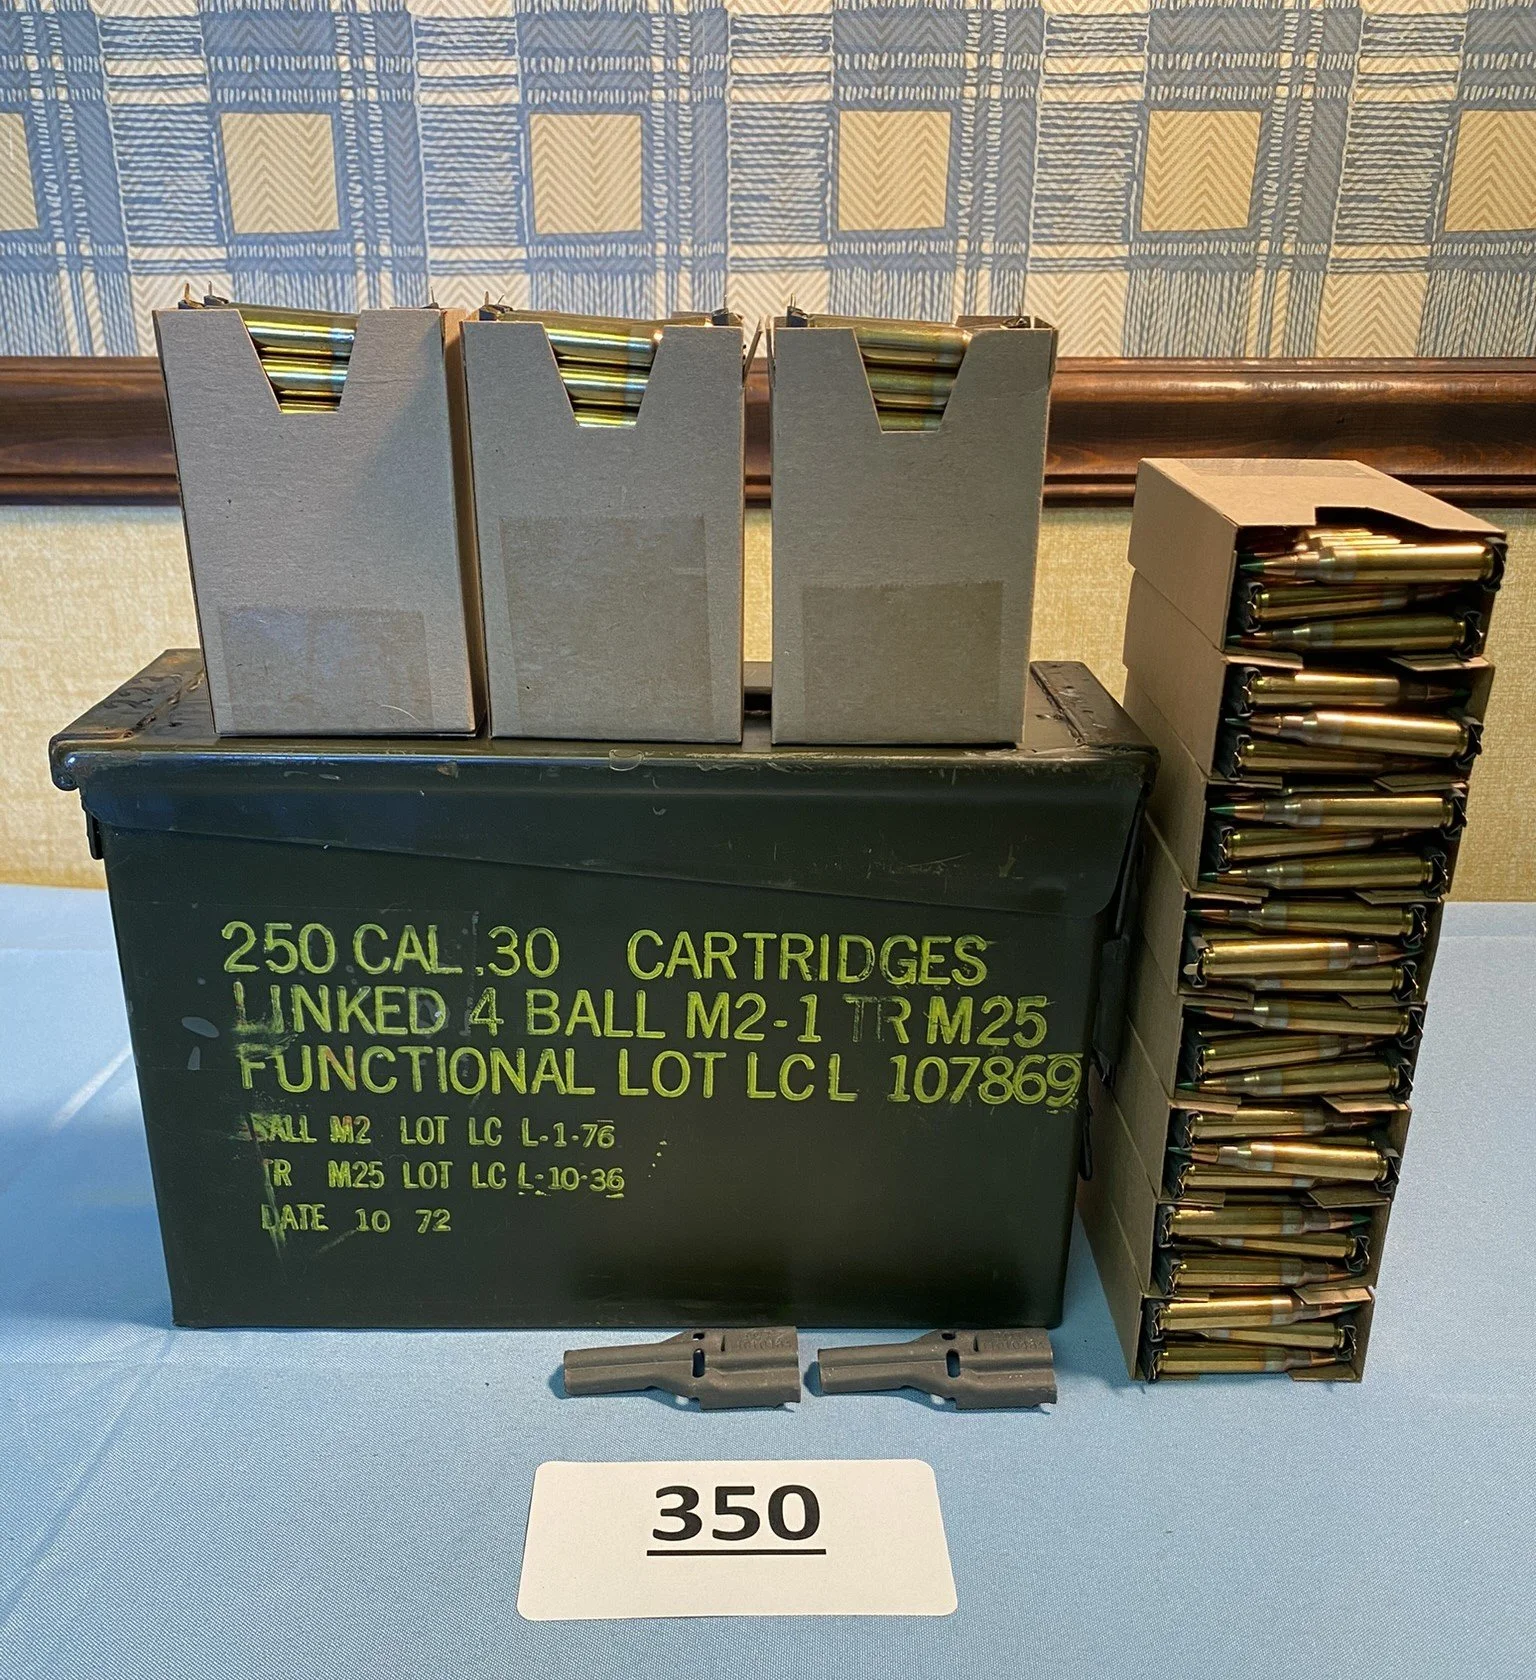 250 CAL .30 CARTRIDGES
LINKED 4 BALL M2-1 TR M25
FUNCTIONAL LOT LC L 107869
BALL M2 LOT LC L-1-76
TR M25 LOT LC L-10-36
DATE 10 72
350